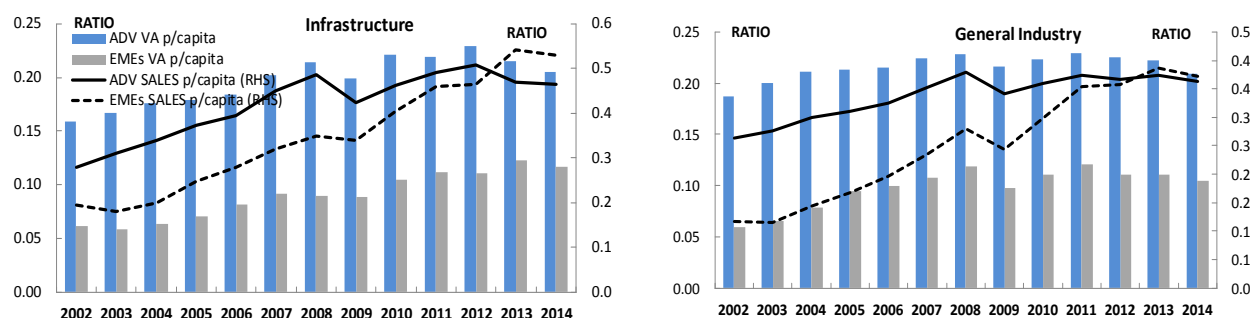 Infrastructure
RATIO
RATIO
ADV VA p/capita
EMEs VA p/capita
ADV SALES p/capita (RHS)
EMEs SALES p/capita (RHS)
0.25
0.20
0.15
0.10
0.05
0.00
0.6
0.5
0.4
0.3
0.2
0.1
0.0
2002 2003 2004 2005 2006 2007 2008 2009 2010 2011 2012 2013 2014
General Industry
RATIO
RATIO
0.25
0.20
0.15
0.10
0.05
0.00
0.5
0.4
0.4
0.3
0.3
0.2
0.2
0.1
0.1
0.0
2002 2003 2004 2005 2006 2007 2008 2009 2010 2011 2012 2013 2014